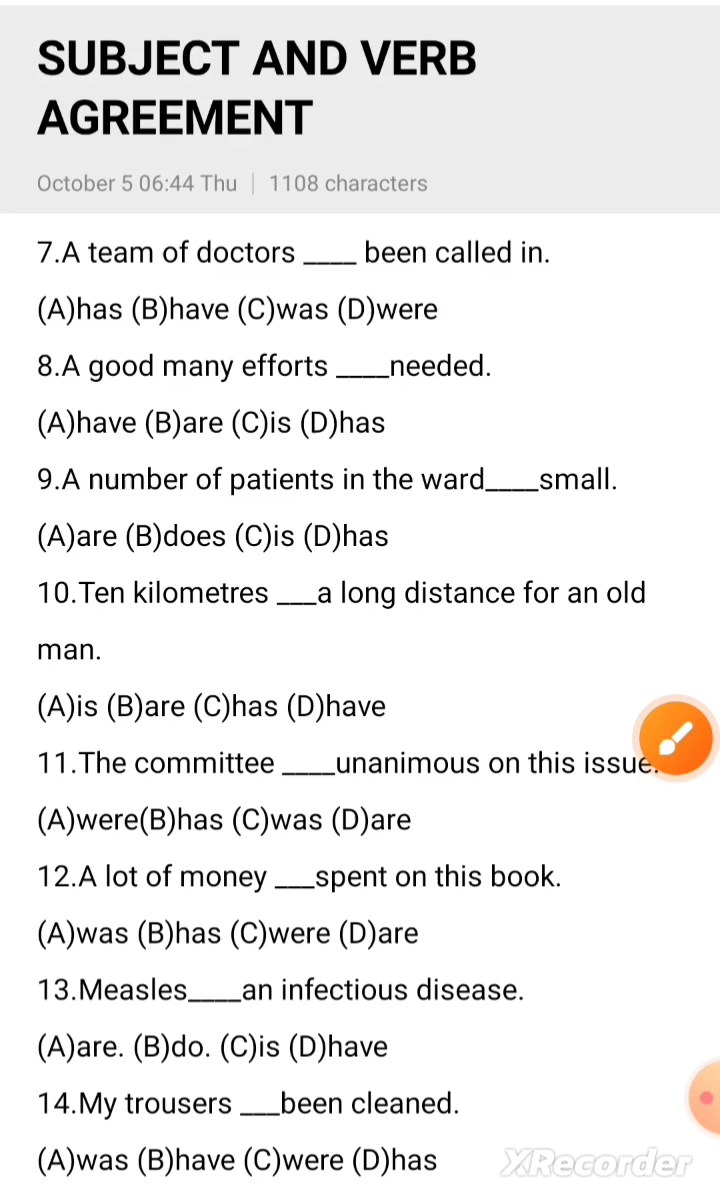 SUBJECT AND VERB
AGREEMENT
October 5 06:44 Thu | 1108 characters
7.A team of doctors ____ been called in.
(A)has (B)have (C)was (D)were
8.A good many efforts ____needed.
(A)have (B)are (C)is (D)has
9.A number of patients in the ward____small.
(A)are (B)does (C)is (D)has
10.Ten kilometres ___a long distance for an old
man.
(A)is (B)are (C)has (D)have
11.The committee ____unanimous on this issue.
(A)were(B)has (C)was (D)are
12.A lot of money ___spent on this book.
(A)was (B)has (C)were (D)are
13.Measles____an infectious disease.
(A)are. (B)do. (C)is (D)have
14.My trousers ___been cleaned.
(A)was (B)have (C)were (D)has
XRecorder